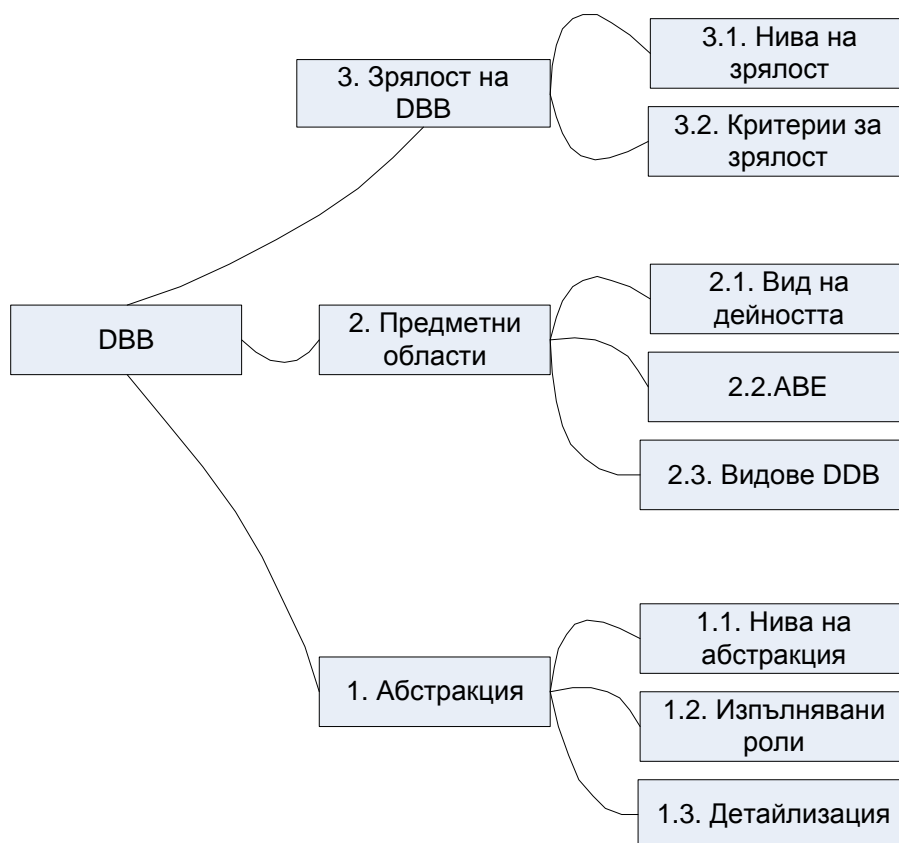 3.1. Нива на
зрялост
3. Зрялост на
DBB
3.2. Критерии за
зрялост
2.1. Вид на
дейността
DBB
2. Предметни
области
2.2.ABE
2.3. Видове DDB
1.1. Нива на
абстракция
1. Абстракция
1.2. Изпълнявани
роли
1.3. Детайлизация